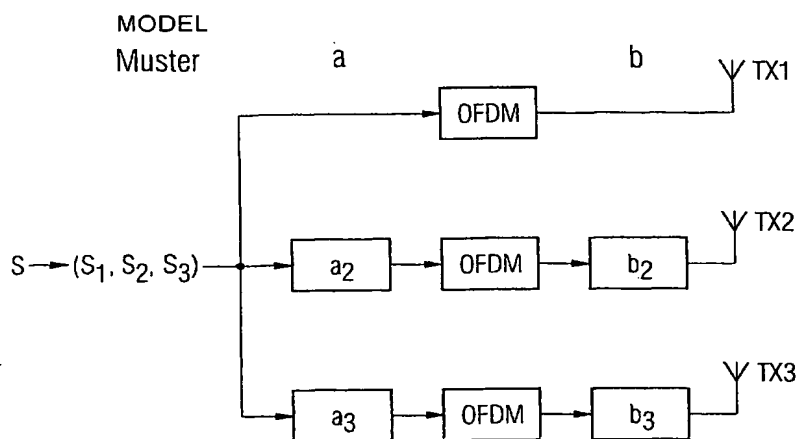 MODEL
Muster a b
TX1
OFDM
TX2
S → (S₁, S₂, S₃) a₂ OFDM b₂
TX3
a₃ OFDM b₃